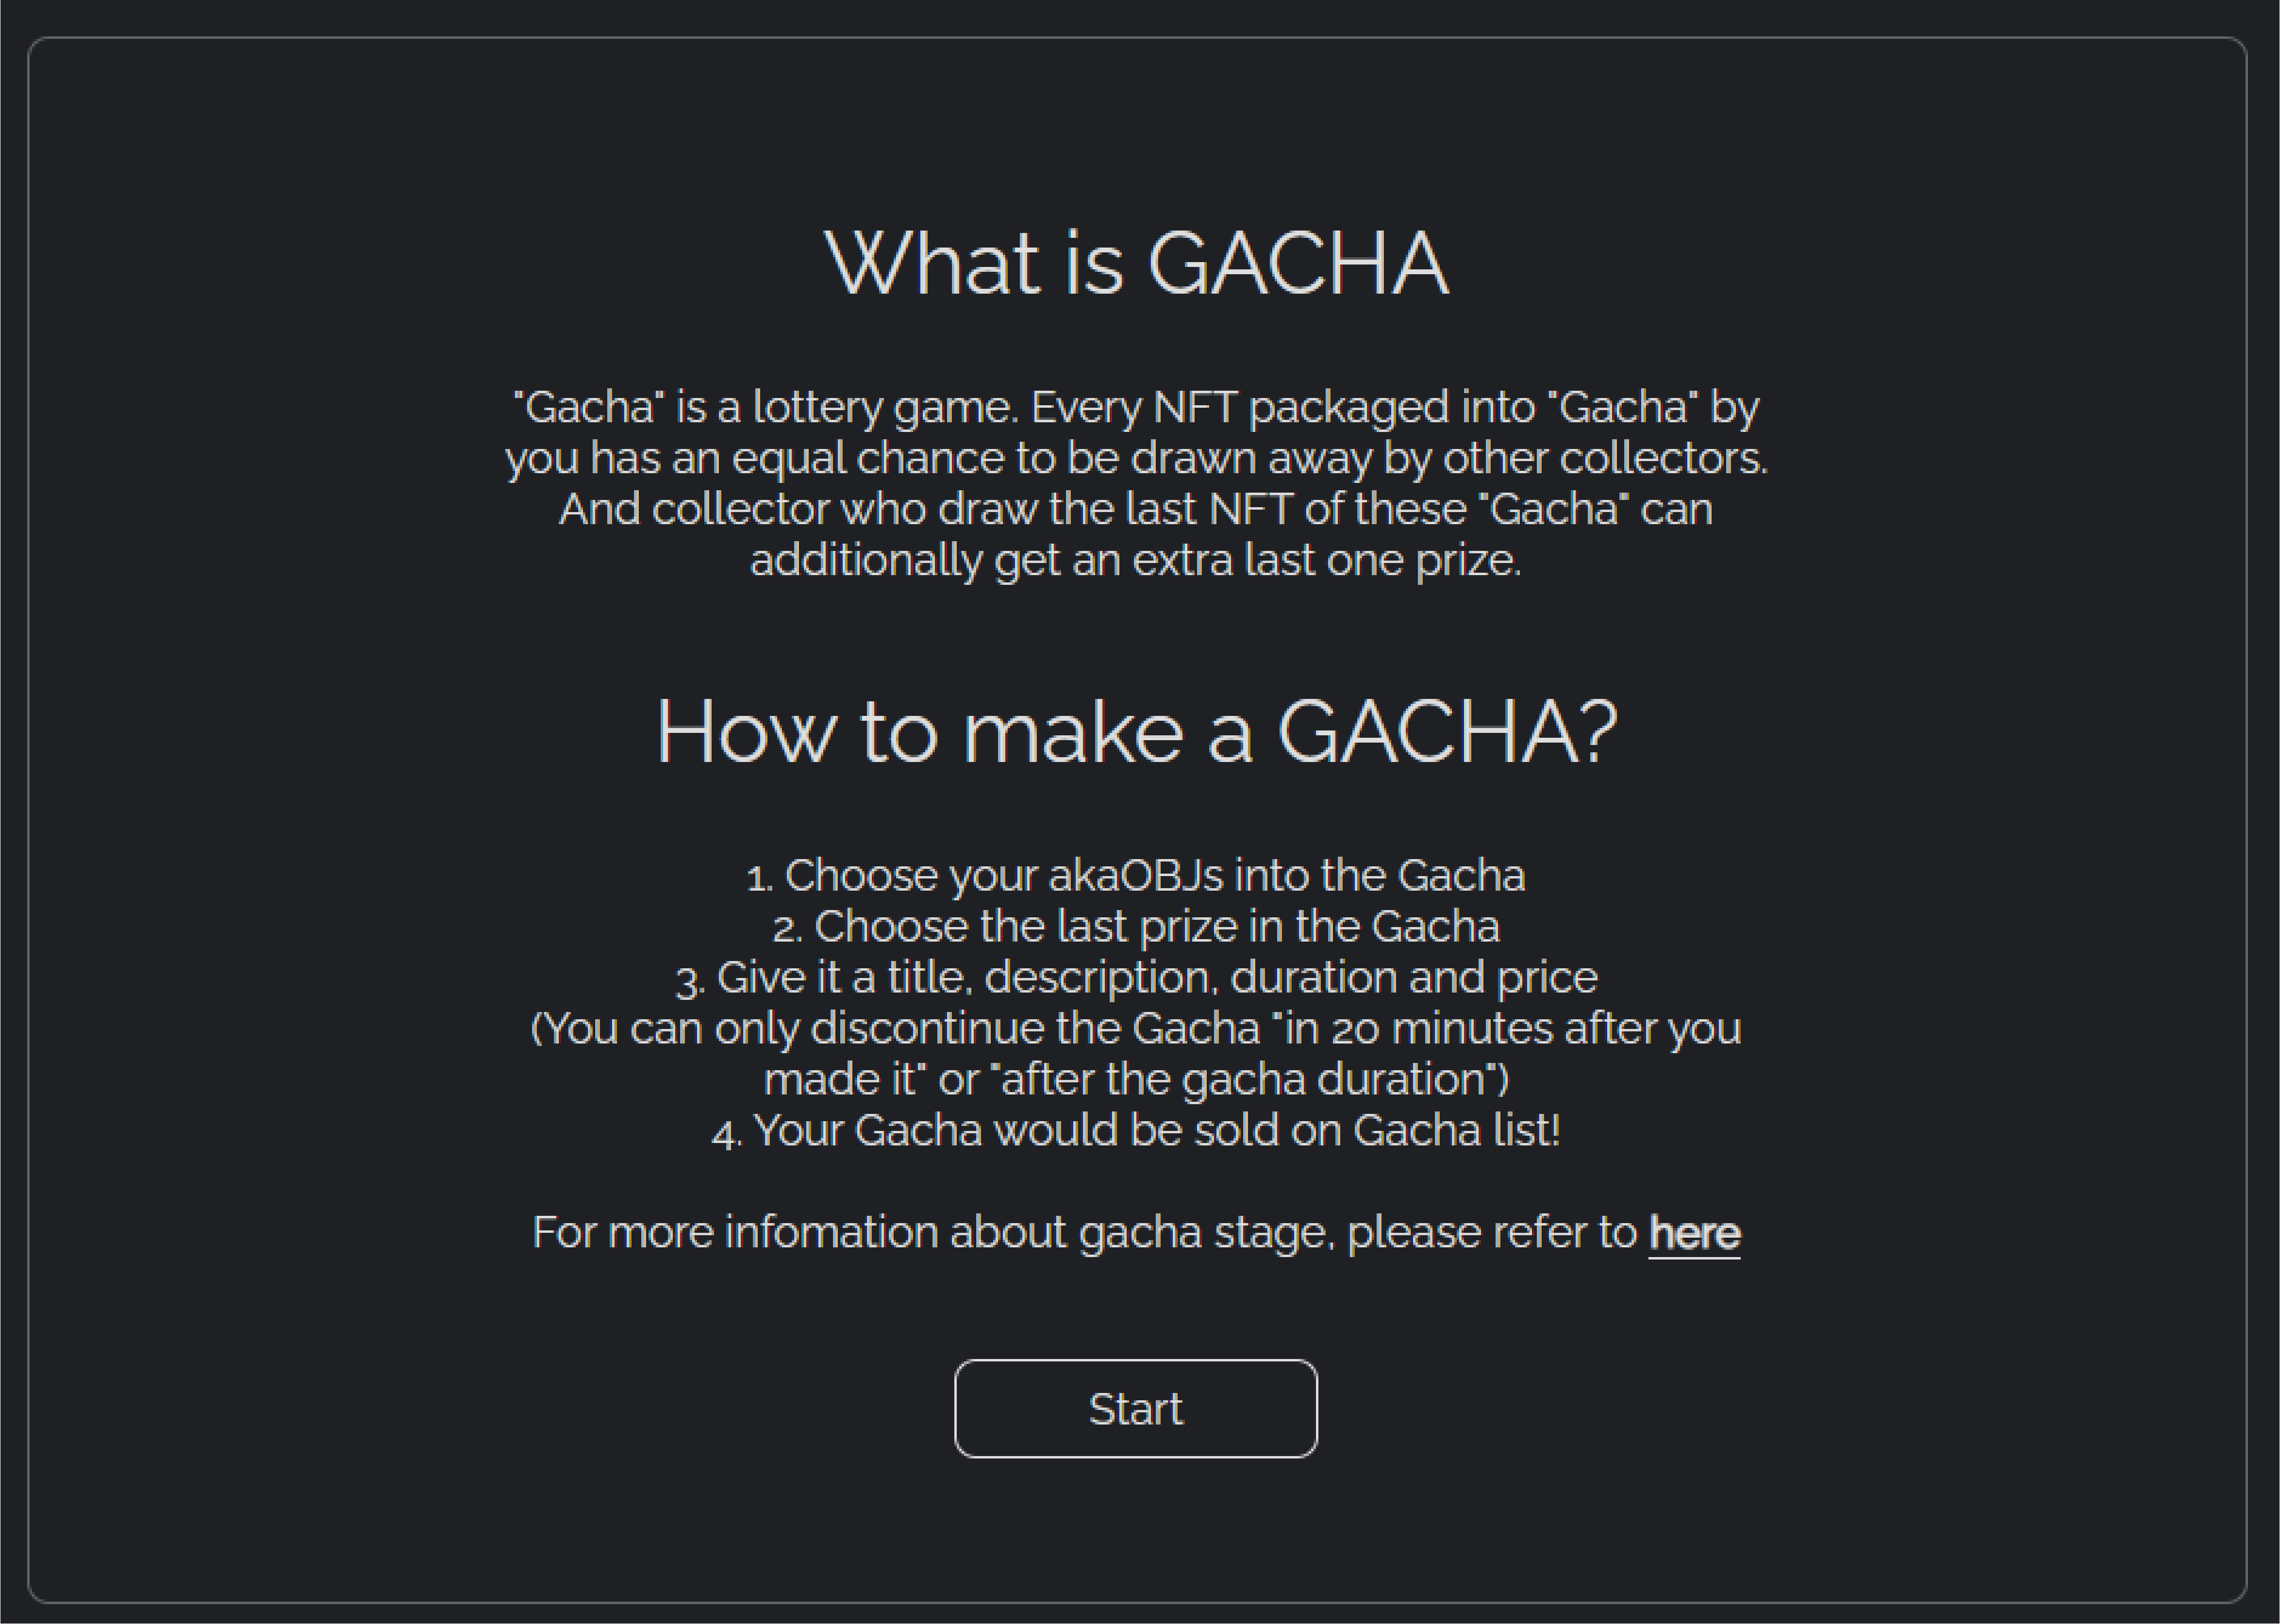 What is GACHA
"Gacha" is a lottery game. Every NFT packaged into "Gacha" by
you has an equal chance to be drawn away by other collectors.
And collector who draw the last NFT of these "Gacha" can
additionally get an extra last one prize.
How to make a GACHA?
1. Choose your akaOBJs into the Gacha
2. Choose the last prize in the Gacha
3. Give it a title, description, duration and price
(You can only discontinue the Gacha "in 20 minutes after you
made it" or "after the gacha duration")
4. Your Gacha would be sold on Gacha list!
For more infomation about gacha stage, please refer to here
Start